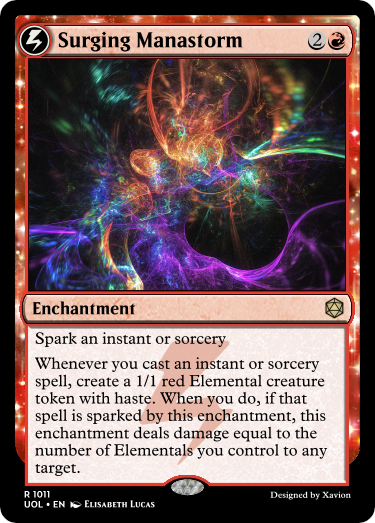 Surging Manastorm 2
Enchantment
Spark an instant or sorcery
Whenever you cast an instant or sorcery
spell, create a 1/1 red Elemental creature
token with haste. When you do, if that
spell is sparked by this enchantment, this
enchantment deals damage equal to the
number of Elementals you control to any
target.
R 1011
UOL • EN Elisabeth Lucas
Designed by Xavion